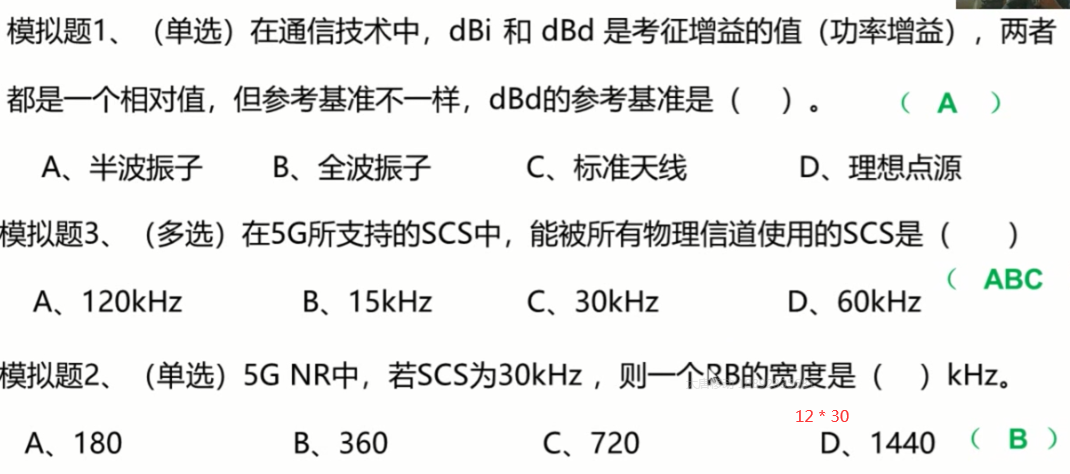 模拟题1、（单选）在通信技术中，dBi 和 dBd 是考征增益的值（功率增益），两者
都是一个相对值，但参考基准不一样，dBd的参考基准是（ ）。 （ A ）
A、半波振子 B、全波振子 C、标准天线 D、理想点源
模拟题3、（多选）在5G所支持的SCS中，能被所有物理信道使用的SCS是（ ）
（ ABC
A、120kHz B、15kHz C、30kHz D、60kHz
模拟题2、（单选）5G NR中，若SCS为30kHz ，则一个RB的宽度是（ ）kHz。
12 * 30
A、180 B、360 C、720 D、1440 （ B ）